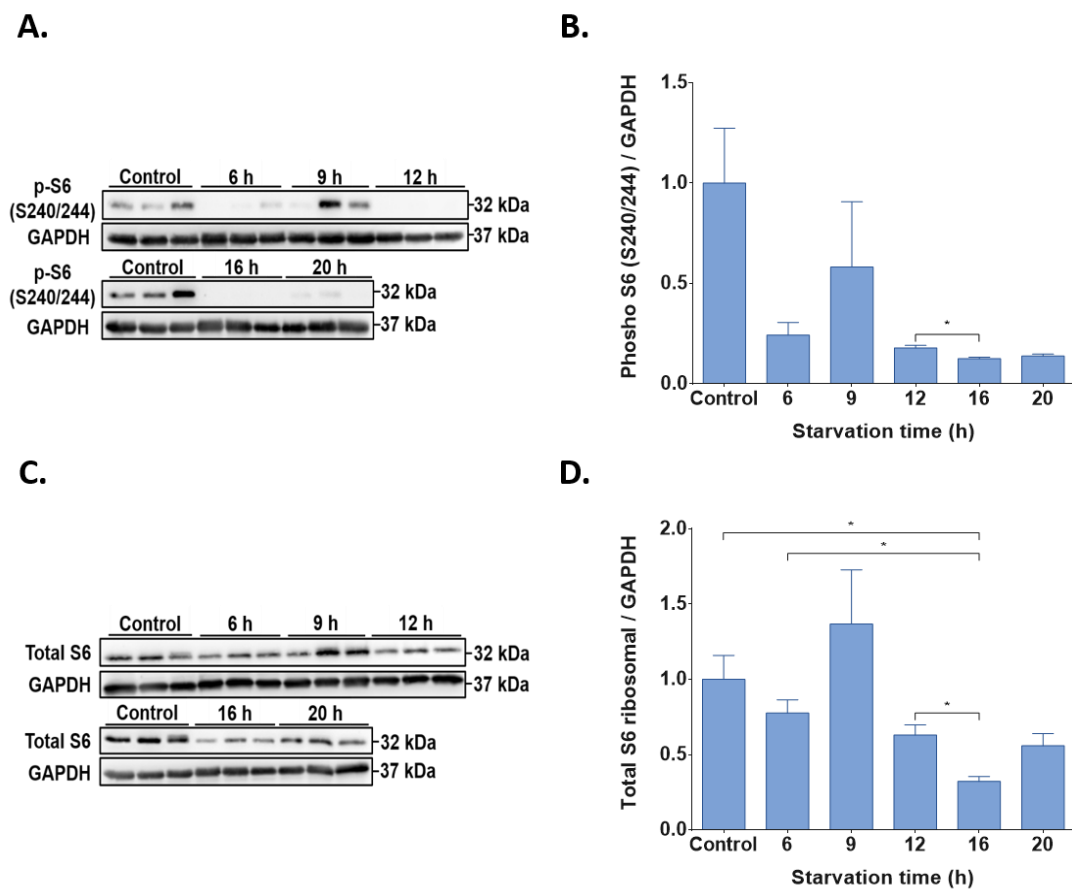 A.
Control 6 h 9 h 12 h
p-S6
(S240/244)
32 kDa
GAPDH
37 kDa
Control 16 h 20 h
p-S6
(S240/244)
32 kDa
GAPDH
37 kDa
B.
Phosho S6 (S240/244) / GAPDH
1.5
1.0
0.5
0.0
*
Control 6 9 12 16 20
Starvation time (h)
C.
Control 6 h 9 h 12 h
Total S6 32 kDa
GAPDH 37 kDa
Control 16 h 20 h
Total S6 32 kDa
GAPDH 37 kDa
D.
Total S6 ribosomal / GAPDH
2.0
1.5
1.0
0.5
0.0
*
*
*
Control 6 9 12 16 20
Starvation time (h)